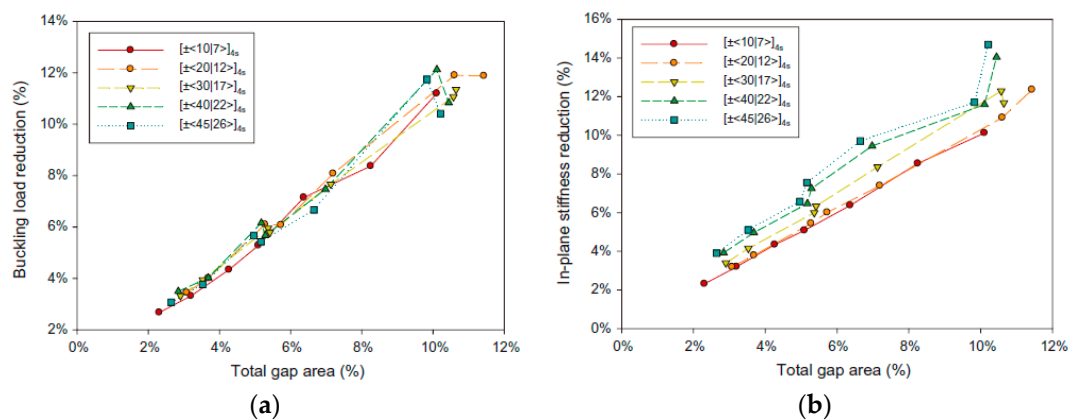 Buckling load reduction (%)
14%
12%
10%
8%
6%
4%
2%
[±<10|7>]4s
[±<20|12>]4s
[±<30|17>]4s
[±<40|22>]4s
[±<45|26>]4s
0% 2% 4% 6% 8% 10% 12%
Total gap area (%)
(a)
In-plane stiffness reduction (%)
16%
14%
12%
10%
8%
6%
4%
2%
0%
[±<10|7>]4s
[±<20|12>]4s
[±<30|17>]4s
[±<40|22>]4s
[±<45|26>]4s
0% 2% 4% 6% 8% 10% 12%
Total gap area (%)
(b)